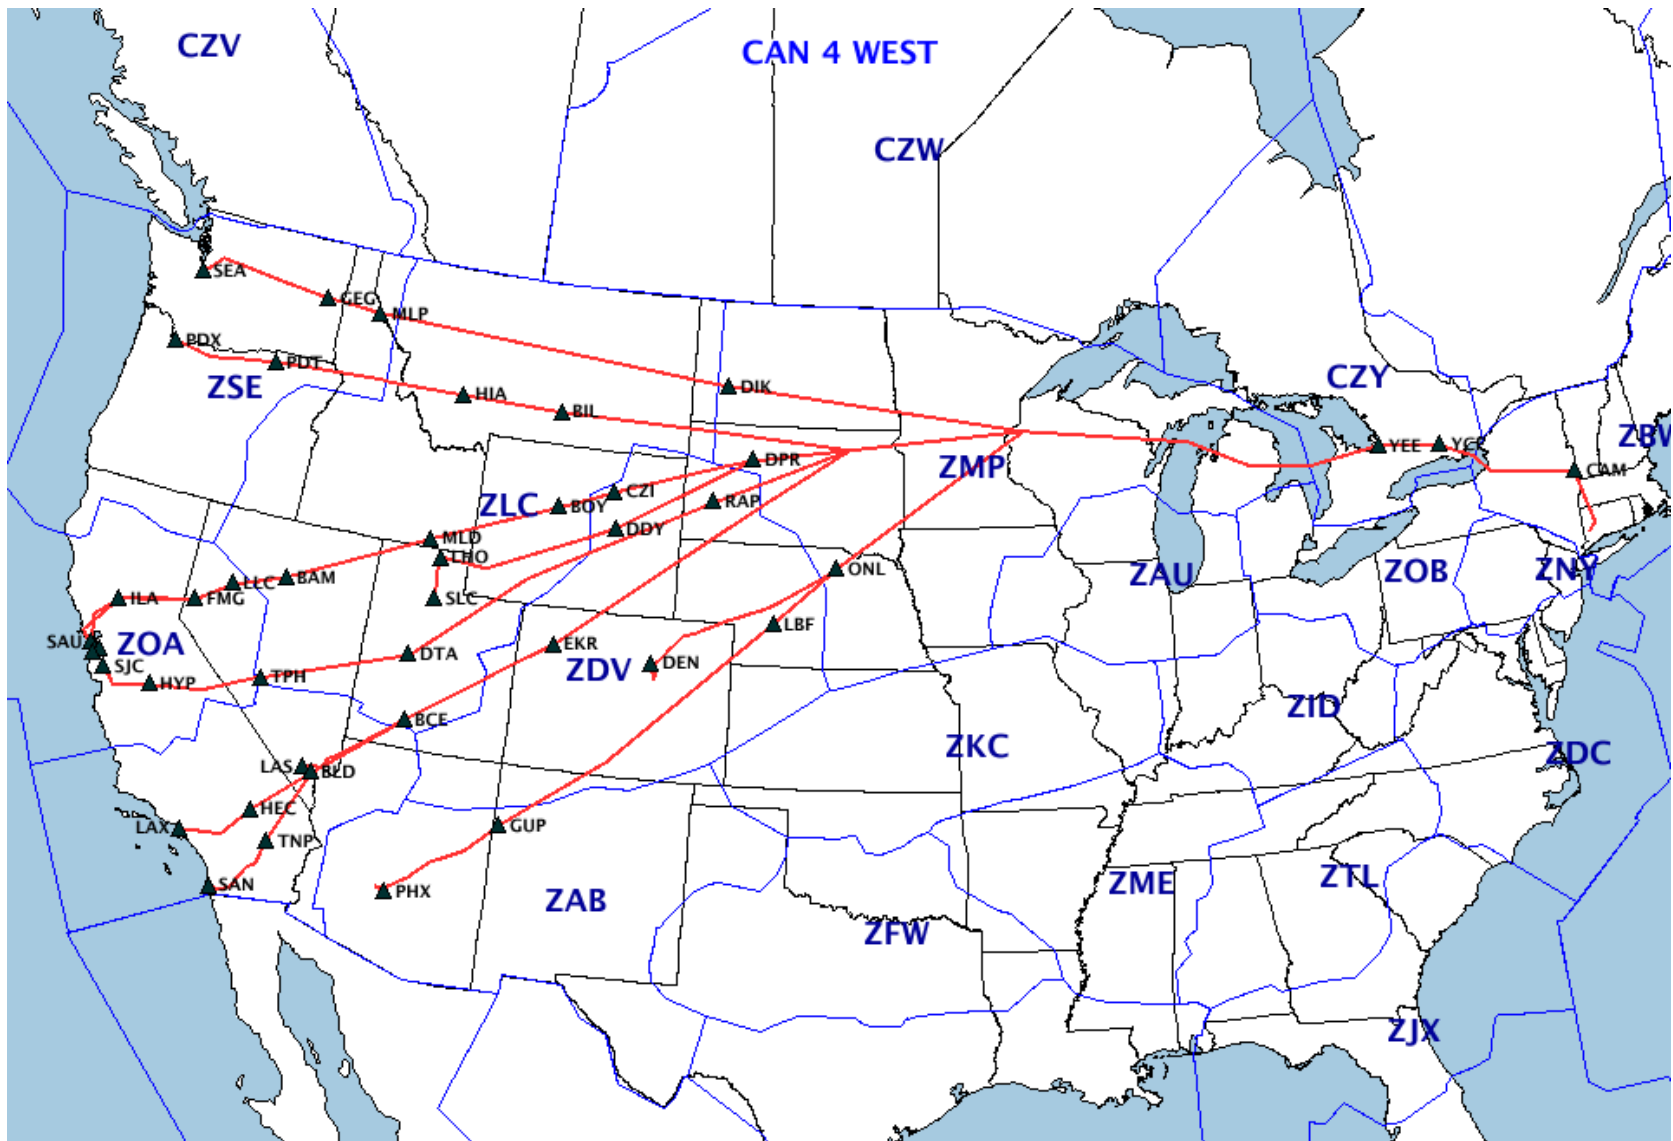 CZV
CAN 4 WEST
CZW
SEA
GEG
MLP
PDX
PDT
ZSE
HIA
BIL
DIK
CZY
YEE
ZMP
CAM
DPR
ZLC
CZI
BOY
RAP
DDY
MLD
LHO
LLC
BAM
ONL
ZAU
ZOB
ZNY
ILA
FMG
SLC
SAU
ZOA
SJC
HYP
TPH
DTA
EKR
ZDV
DEN
LBF
BCE
ZID
ZKC
ZDC
LAS
BLD
HEC
LAX
TNP
GUP
SAN
PHX
ZAB
ZME
ZTL
ZFW
ZJX